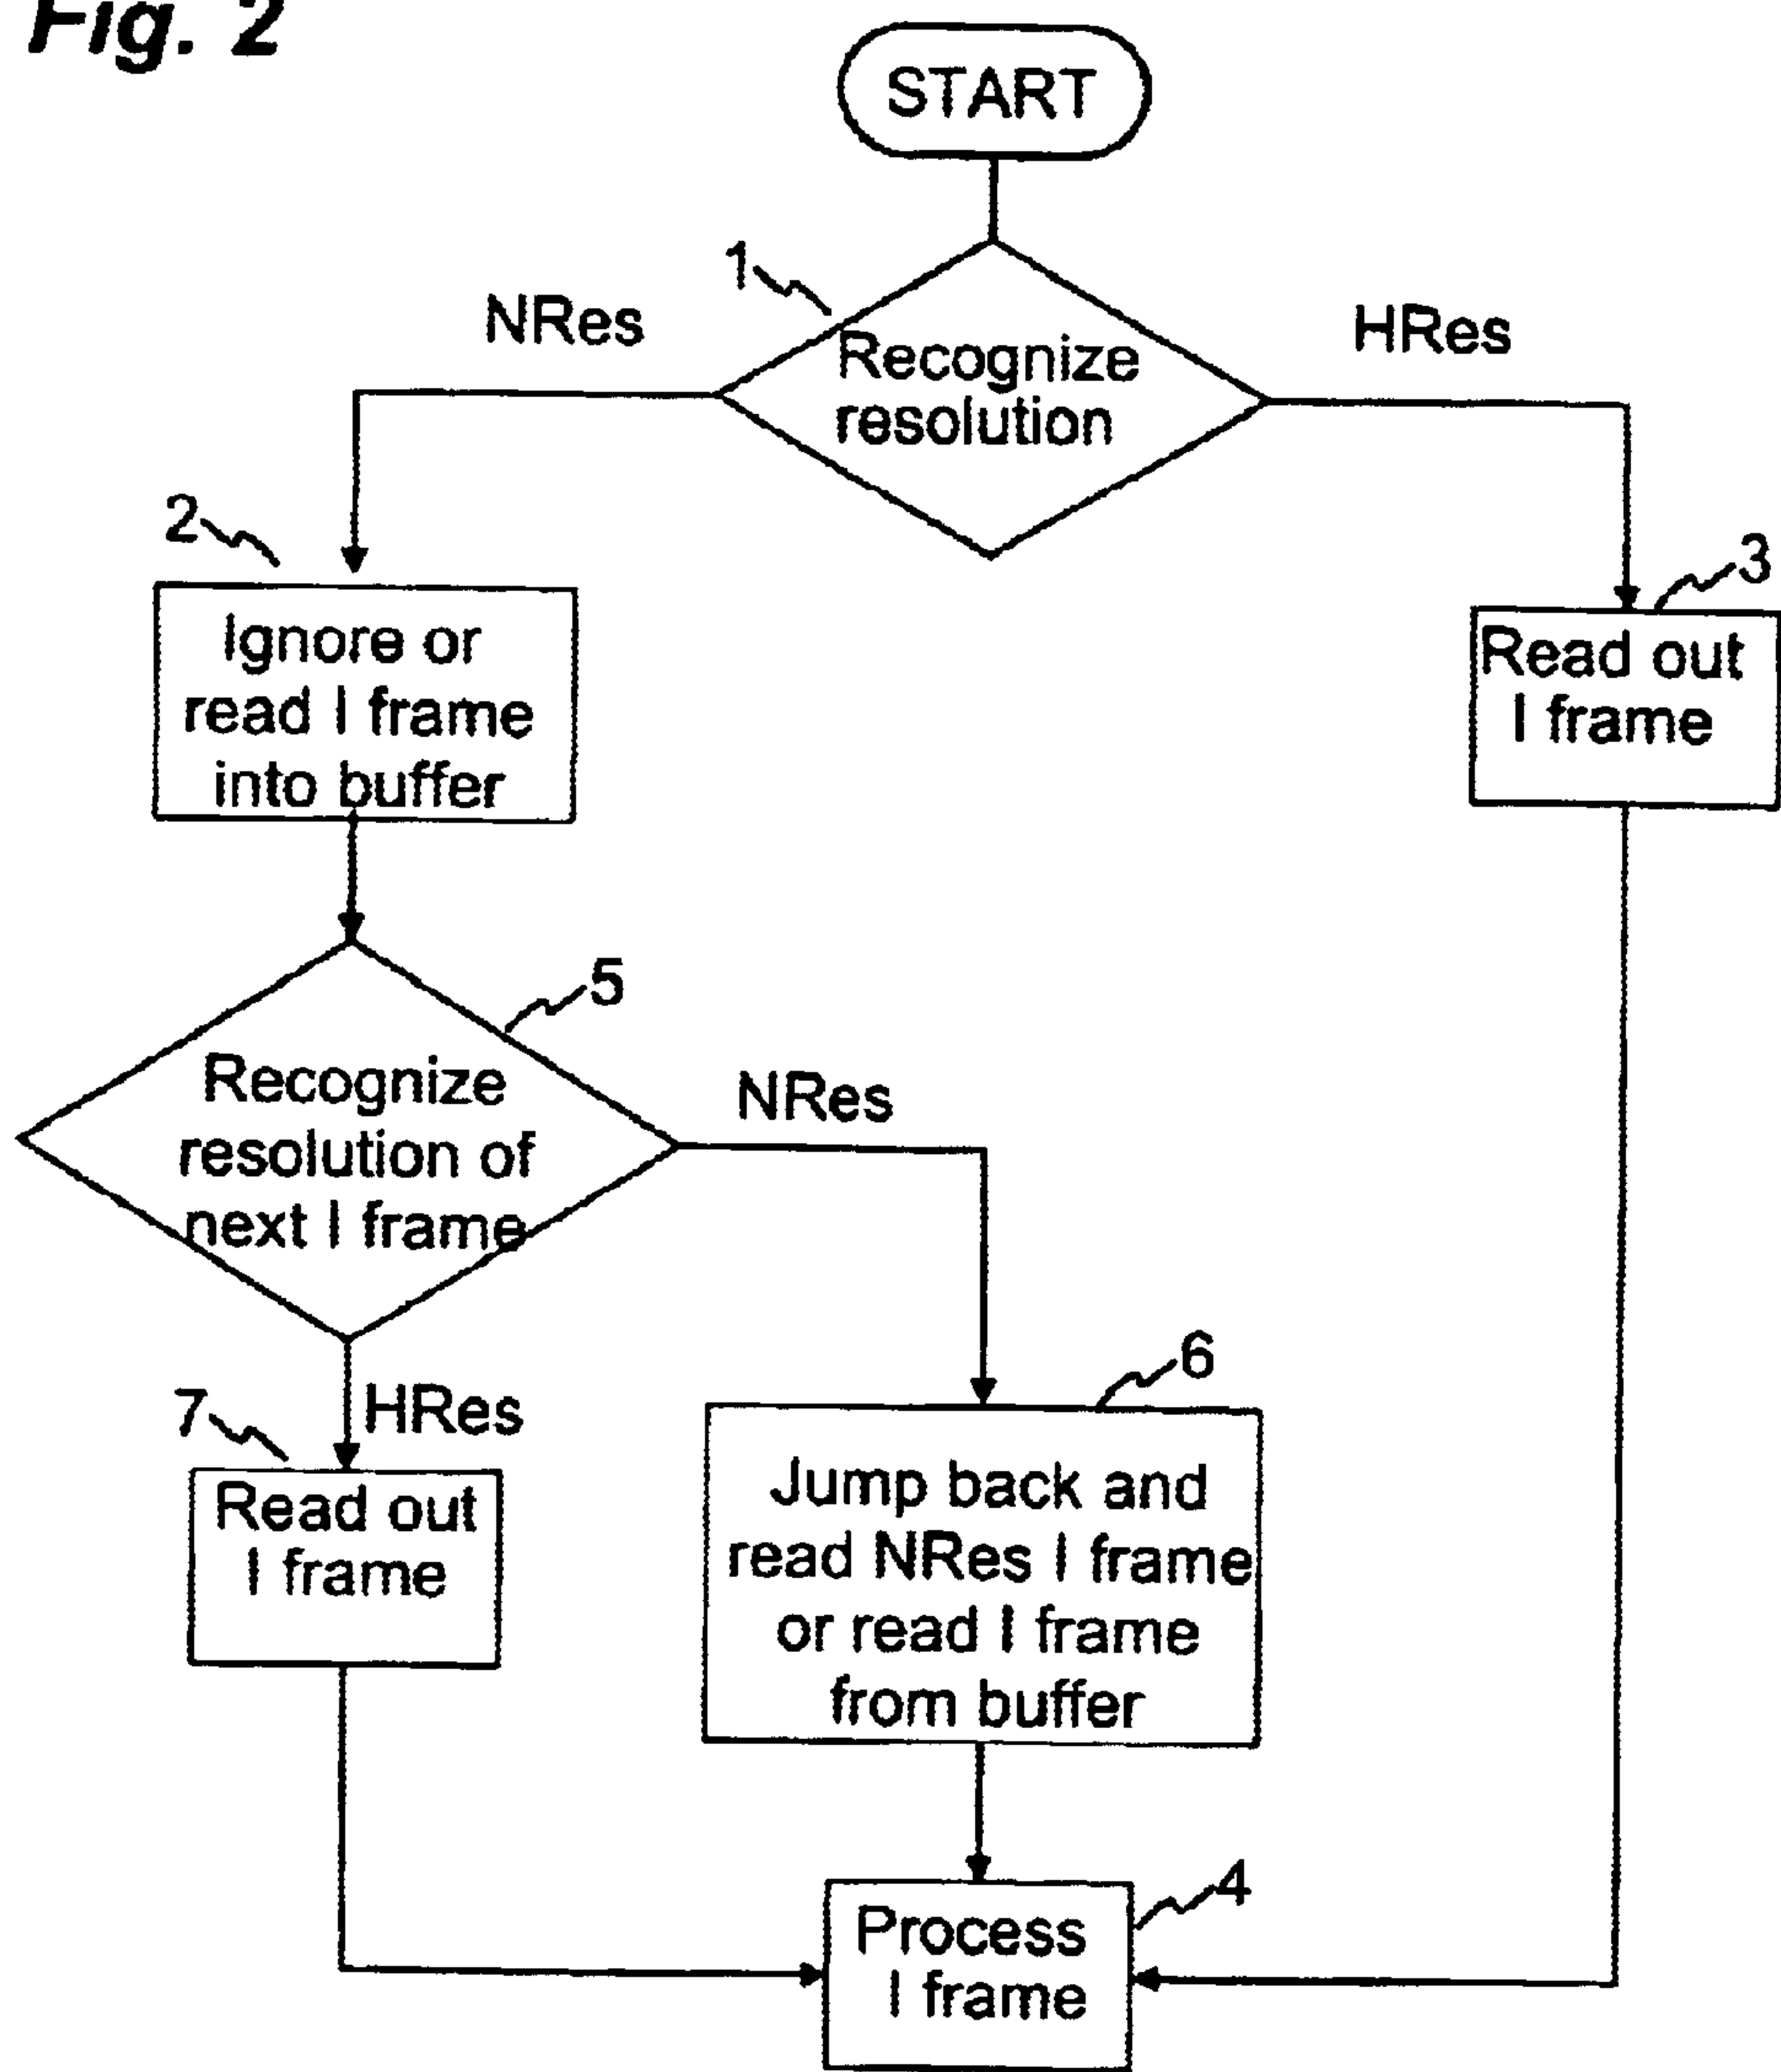 Fig. 2
START
1
NRes
HRes
Recognize
resolution
2
3
Ignore or
read I frame
into buffer
Read out
I frame
5
Recognize
resolution of
next I frame
NRes
6
7
HRes
Read out
I frame
Jump back and
read NRes I frame
or read I frame
from buffer
4
Process
I frame